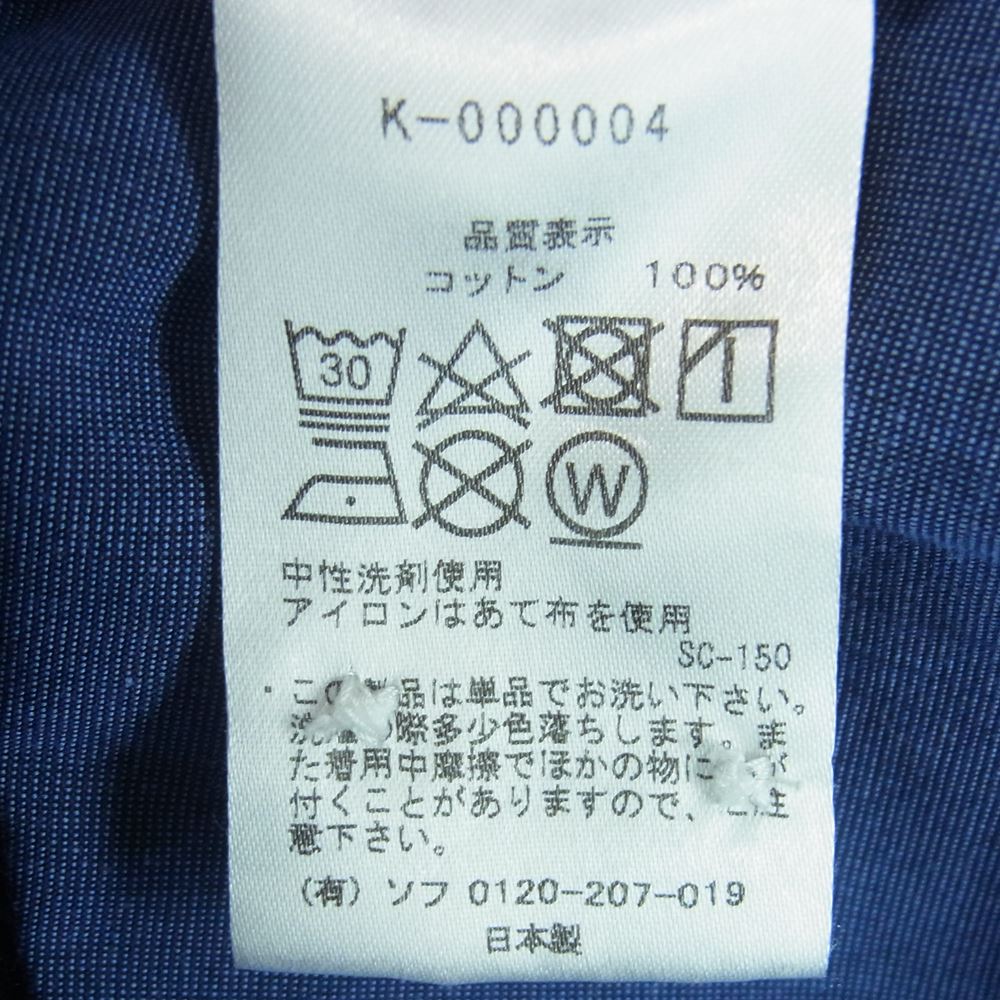 K-000004
品質表示
コットン 100%
30
W
中性洗剤使用
アイロンはあて布を使用
SC-150
・この製品は単品でお洗い下さい。
洗濯の際多少色落ちします。ま
た着用中摩擦でほかの物に が
付くことがありますので、ご注
意下さい。
(有) ソフ 0120-207-019
日本製